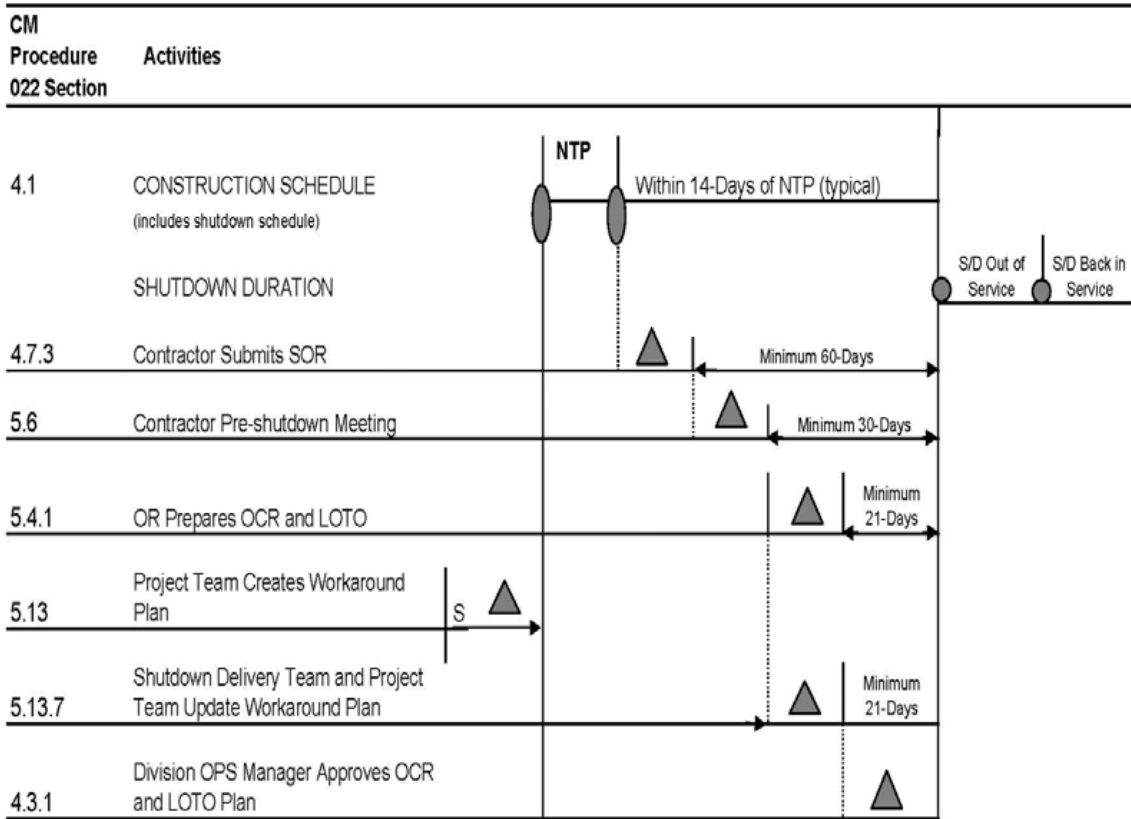 CM
Procedure Activities
022 Section
NTP
4.1 CONSTRUCTION SCHEDULE Within 14-Days of NTP (typical)
(includes shutdown schedule)
S/D Out of S/D Back in
SHUTDOWN DURATION Service Service
4.7.3 Contractor Submits SOR Minimum 60-Days
5.6 Contractor Pre-shutdown Meeting Minimum 30-Days
Minimum
5.4.1 OR Prepares OCR and LOTO 21-Days
Project Team Creates Workaround
5.13 Plan S
Shutdown Delivery Team and Project Minimum
5.13.7 Team Update Workaround Plan 21-Days
Division OPS Manager Approves OCR
4.3.1 and LOTO Plan